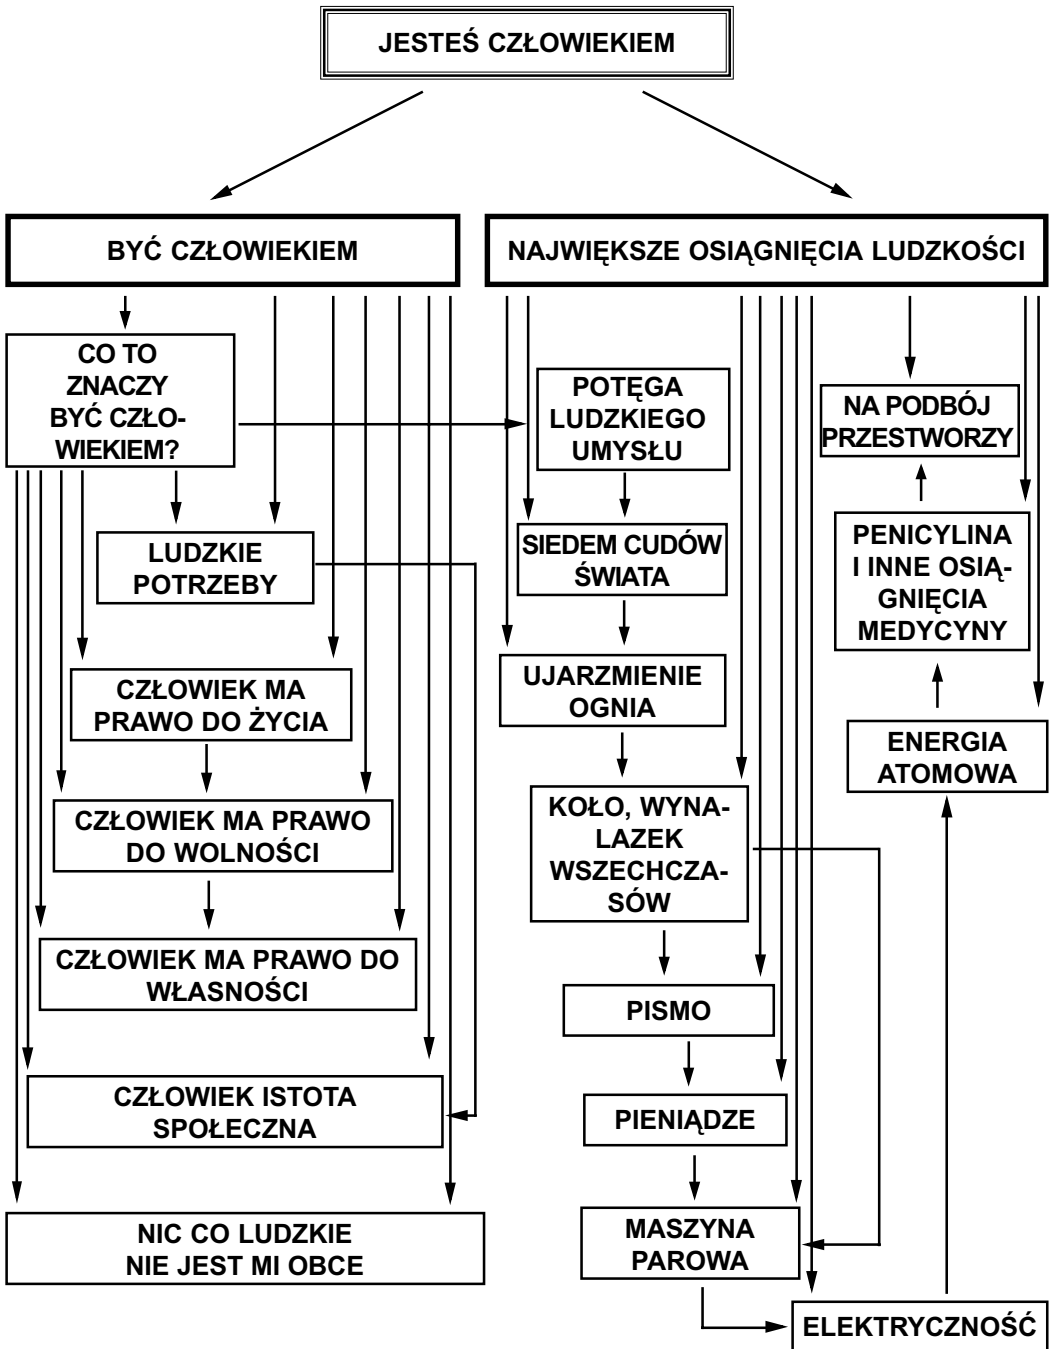 JESTEŚ CZŁOWIEKIEM
BYĆ CZŁOWIEKIEM
CO TO
ZNACZY
BYĆ CZŁO-
WIEKIEM?
LUDZKIE
POTRZEBY
CZŁOWIEK MA
PRAWO DO ŻYCIA
CZŁOWIEK MA PRAWO
DO WOLNOŚCI
CZŁOWIEK MA PRAWO DO
WŁASNOŚCI
CZŁOWIEK ISTOTA
SPOŁECZNA
NIC CO LUDZKIE
NIE JEST MI OBCE
NAJWIĘKSZE OSIĄGNIĘCIA LUDZKOŚCI
POTĘGA
LUDZKIEGO
UMYSŁU
SIEDEM CUDÓW
ŚWIATA
UJARZMIENIE
OGNIA
KOŁO, WYNA-
LAZEK
WSZECHCZA-
SÓW
PISMO
PIENIĄDZE
MASZYNA
PAROWA
ELEKTRYCZNOŚĆ
ENERGIA
ATOMOWA
PENICYLINA
I INNE OSIĄ-
GNIĘCIA
MEDYCYNY
NA PODBÓJ
PRZESTWORZY